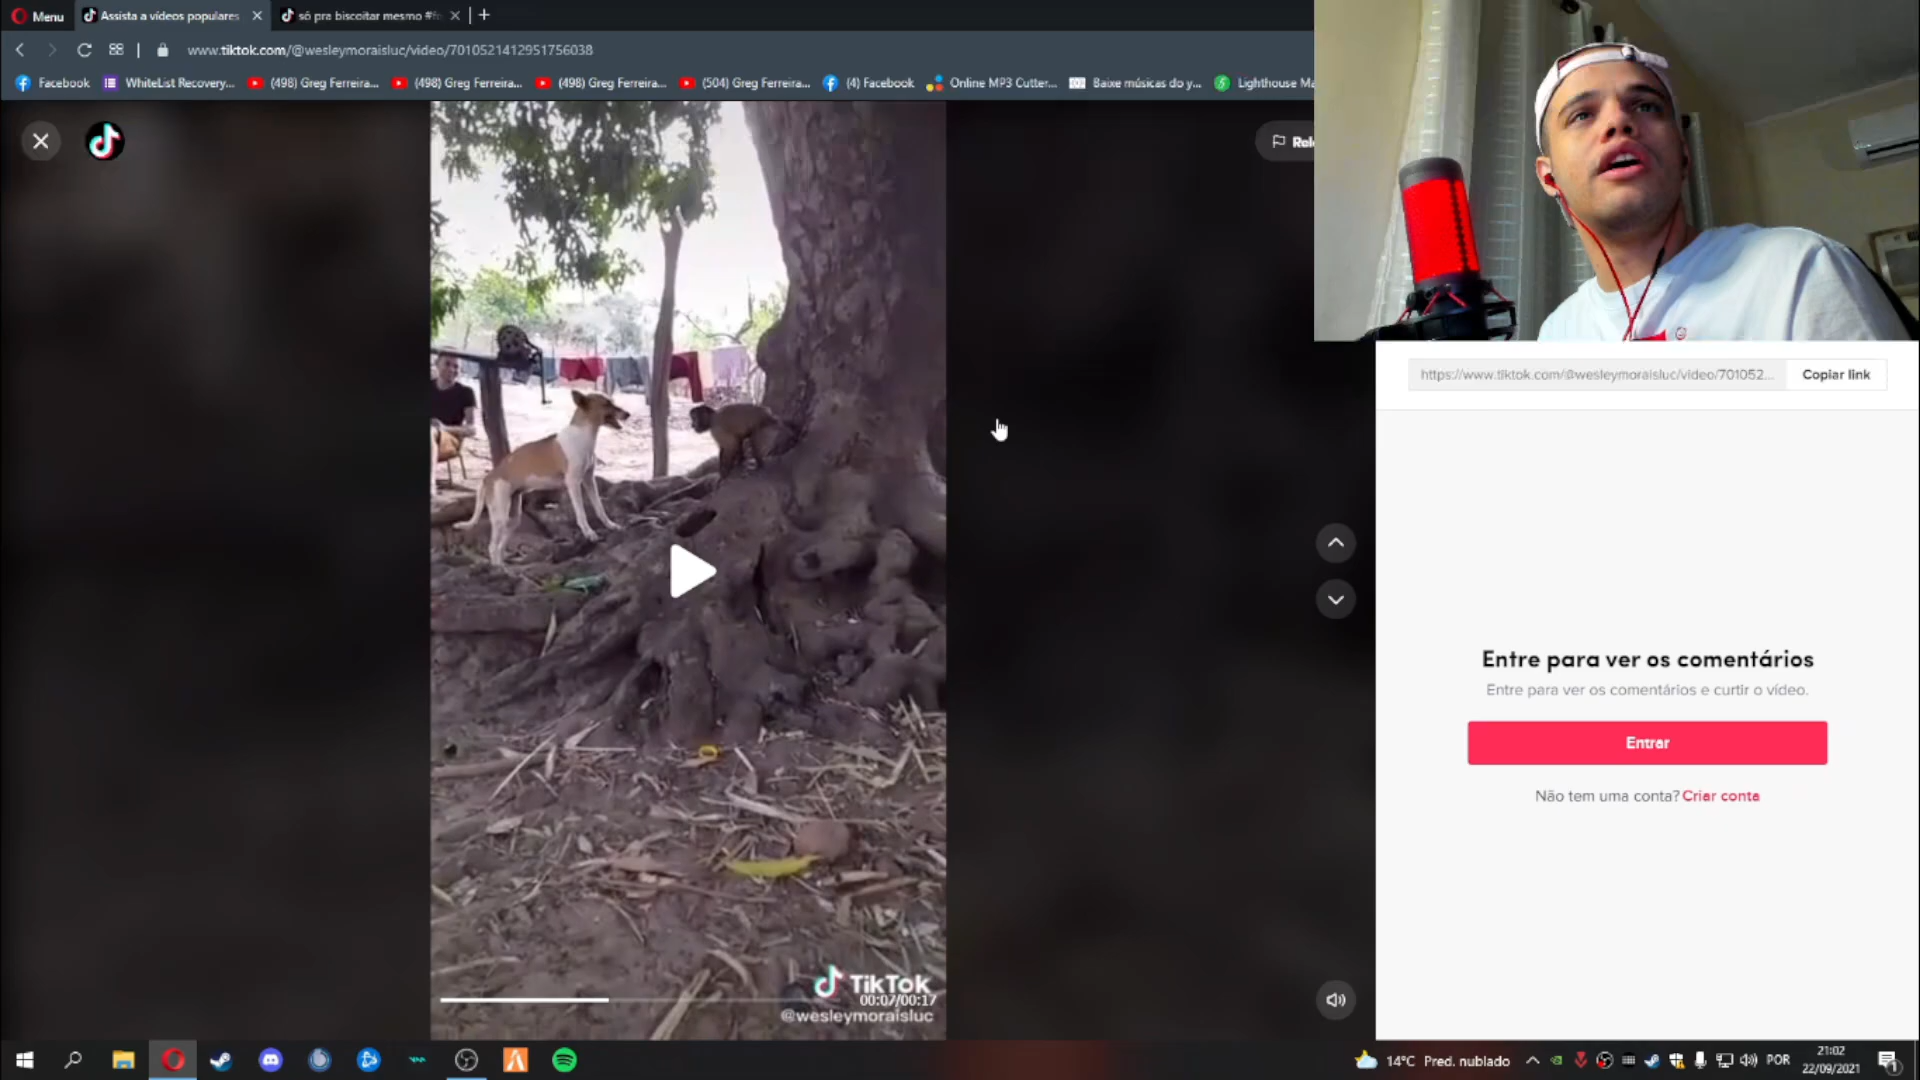 Menu
Assista a vídeos populares
só pra biscoitar mesmo #fo
www.tiktok.com/@wesleymoraisluc/video/7010521412951756038
Facebook
WhiteList Recovery...
(498) Greg Ferreira...
(498) Greg Ferreira...
(498) Greg Ferreira...
(504) Greg Ferreira...
(4) Facebook
Online MP3 Cutter...
Baixe músicas do y...
Lighthouse Ma
https://www.tiktok.com/@wesleymoraisluc/video/701052...
Copiar link
Entre para ver os comentários
Entre para ver os comentários e curtir o vídeo.
Entrar
Não tem uma conta? Criar conta
TikTok
00:07/00:17
@wesleymoraisluc
14°C Pred. nublado
POR
21:02
22/09/2021
1